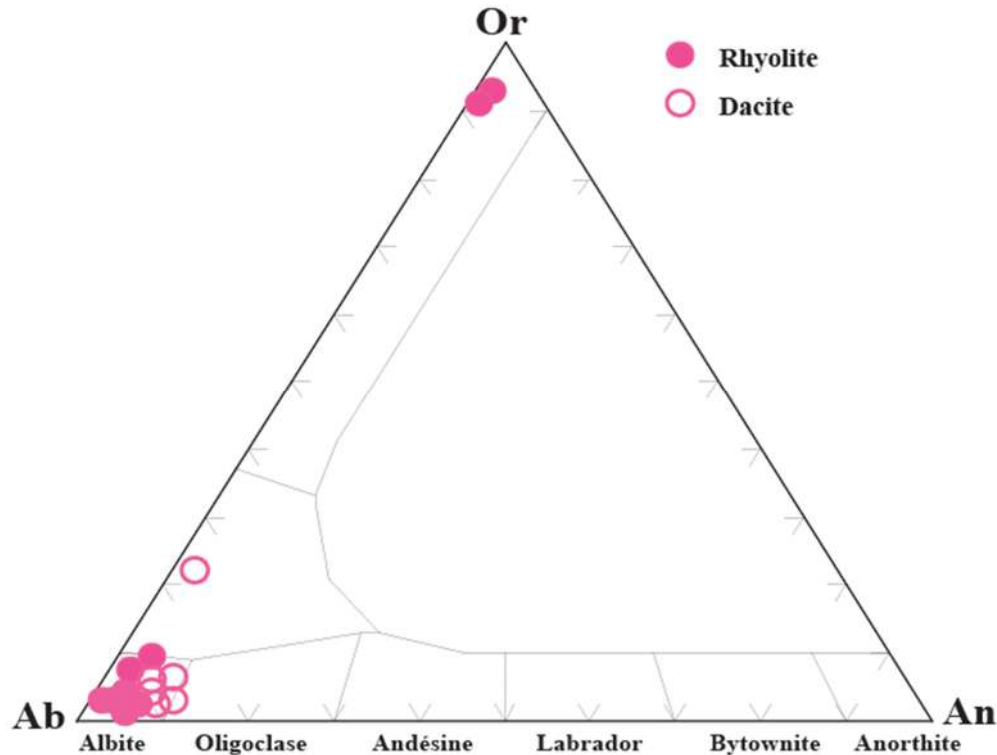 Or
Rhyolite
Dacite
Ab
An
Albite Oligoclase Andésine Labrador Bytownite Anorthite